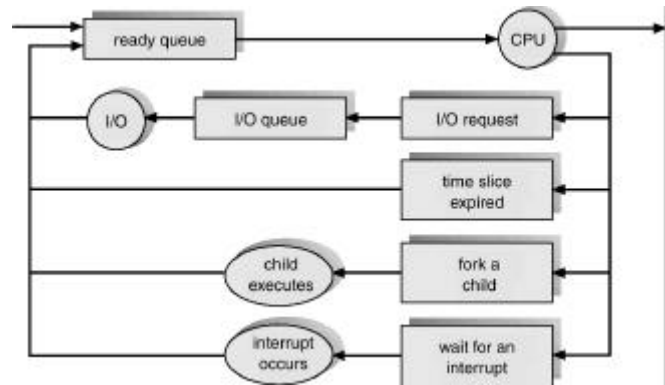 ready queue
CPU
I/O
I/O queue
I/O request
time slice
expired
child
executes
fork a
child
interrupt
occurs
wait for an
interrupt